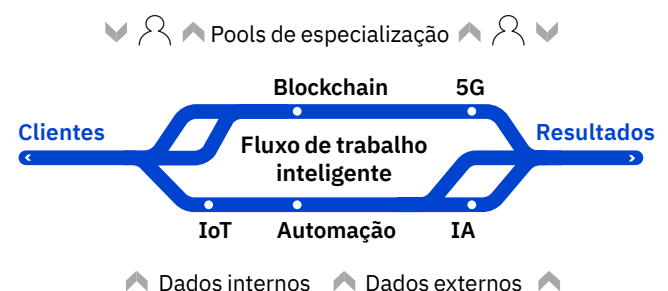 Pools de especialização
Blockchain
5G
Clientes
Fluxo de trabalho
inteligente
Resultados
IoT
Automação
IA
Dados internos
Dados externos